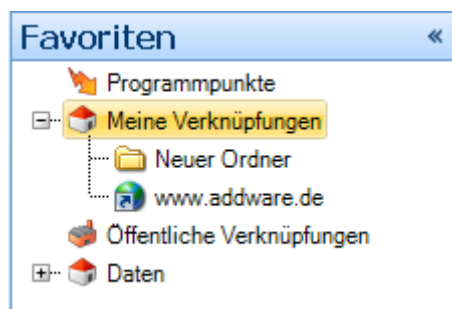 Favoriten «
Programmpunkte
Meine Verknüpfungen
Neuer Ordner
www.addware.de
Öffentliche Verknüpfungen
Daten